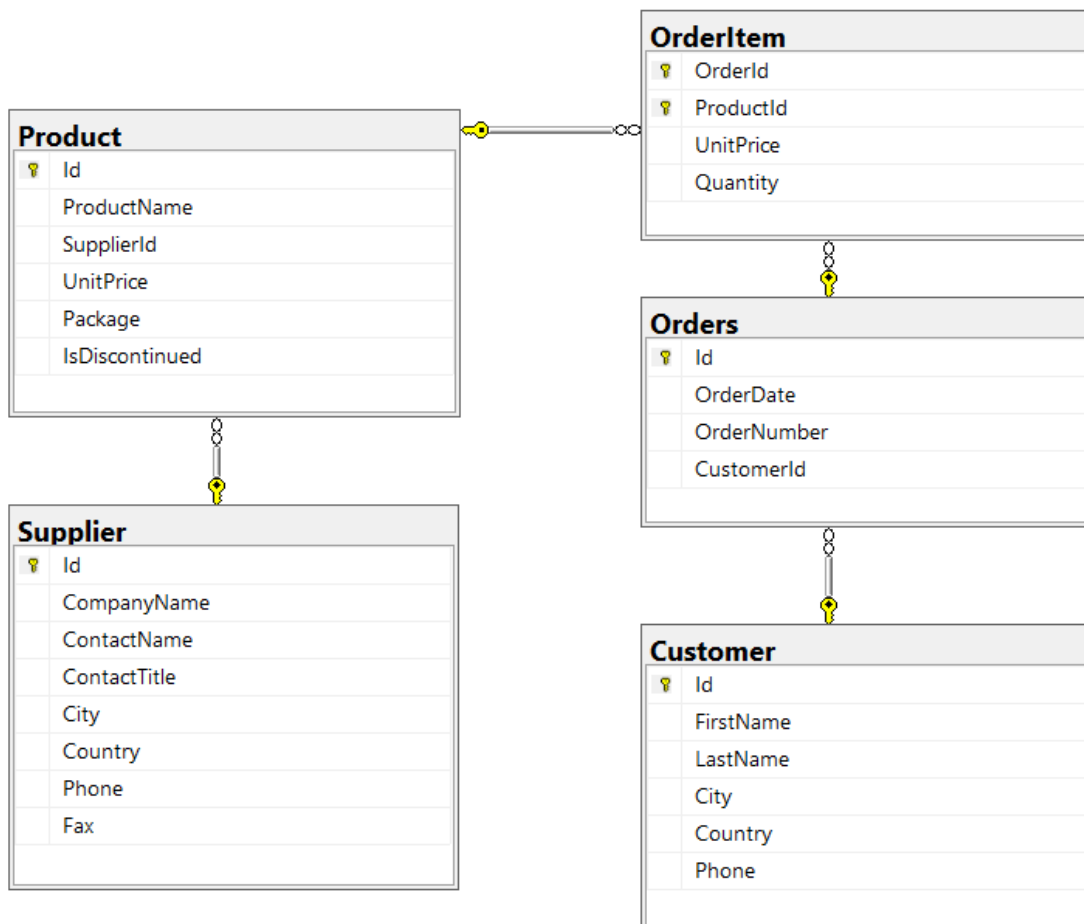 Product
Id
ProductName
SupplierId
UnitPrice
Package
IsDiscontinued
Supplier
Id
CompanyName
ContactName
ContactTitle
City
Country
Phone
Fax
OrderItem
OrderId
ProductId
UnitPrice
Quantity
Orders
Id
OrderDate
OrderNumber
CustomerId
Customer
Id
FirstName
LastName
City
Country
Phone